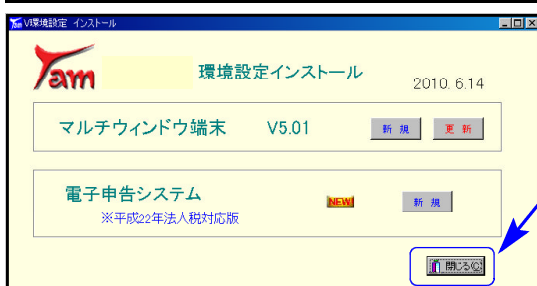 V環境設定 インストール
Tam
環境設定インストール
2010. 6.14
マルチウィンドウ端末 V5.01 新 規 更 新
電子申告システム NEW! 新 規
※平成22年法人税対応版
閉じる(C)